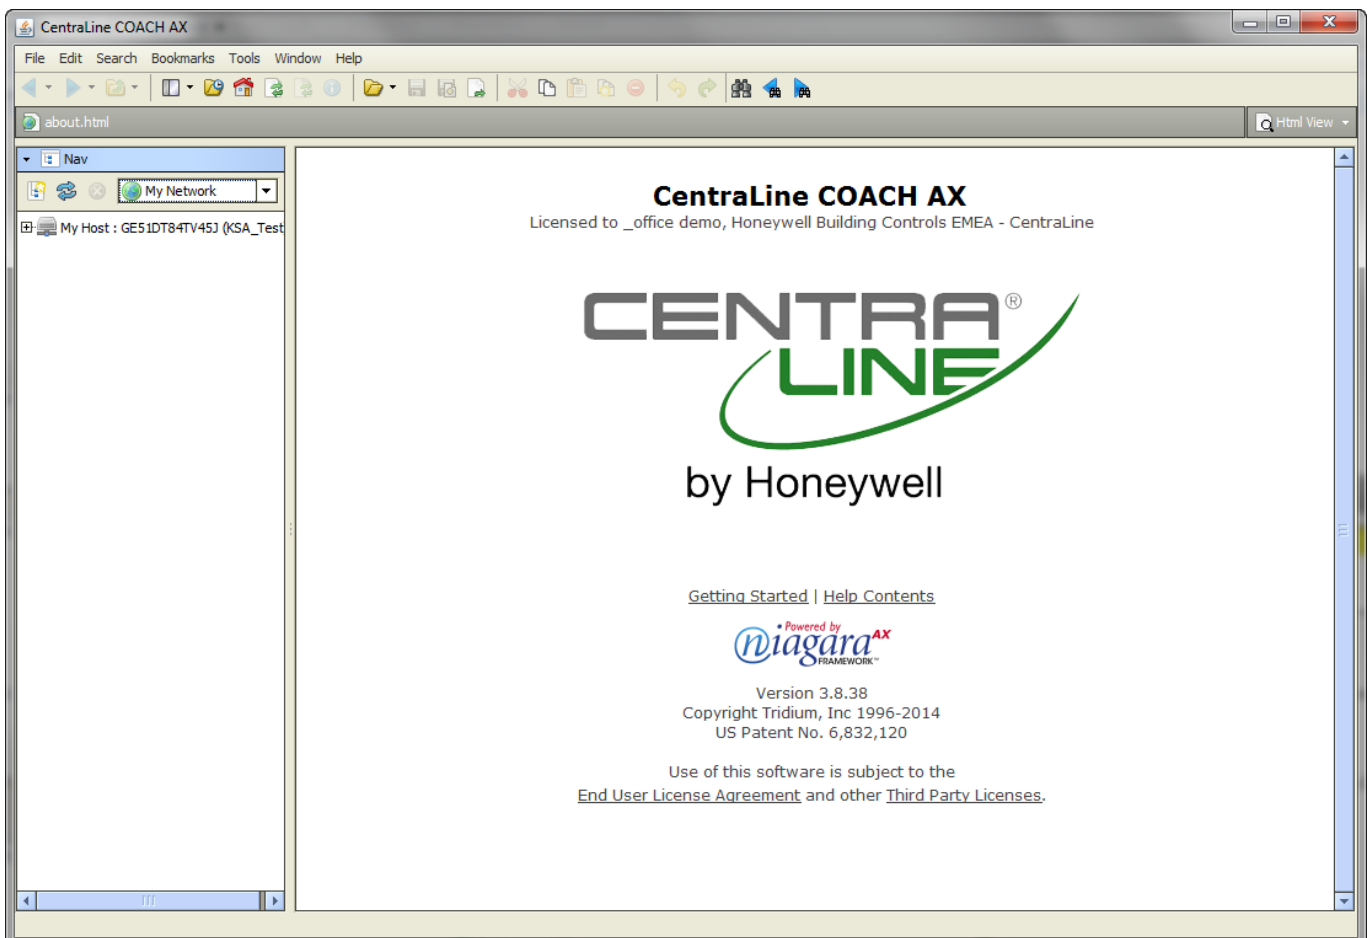 CentraLine COACH AX
File Edit Search Bookmarks Tools Window Help
about.html
Html View
Nav
My Network
My Host : GE51DT84TV45J (KSA_Test
CentraLine COACH AX
Licensed to _office demo, Honeywell Building Controls EMEA - CentraLine
CENTRA®
LINE
by Honeywell
Getting Started | Help Contents
Powered by
niagara AX
FRAMEWORK™
Version 3.8.38
Copyright Tridium, Inc 1996-2014
US Patent No. 6,832,120
Use of this software is subject to the
End User License Agreement and other Third Party Licenses.